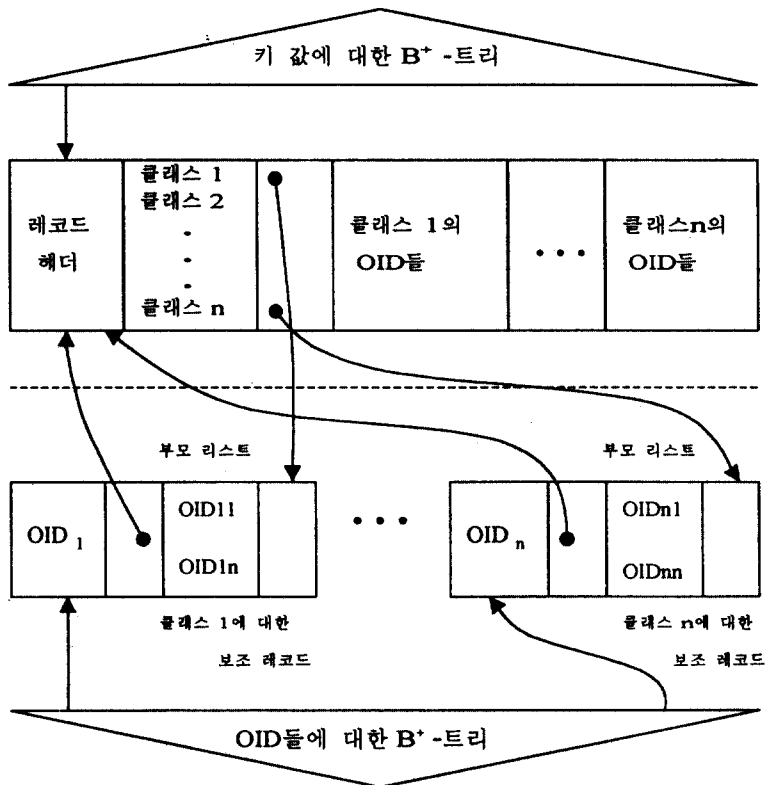 키 값에 대한 B⁺ -트리
레코드
헤더
클래스 1
클래스 2
.
.
.
클래스 n
클래스 1의
OID들
• • •
클래스n의
OID들
부모 리스트
부모 리스트
OID 1
OID11
OID1n
• • •
OID n
OIDn1
OIDnn
클래스 1에 대한
보조 레코드
클래스 n에 대한
보조 레코드
OID들에 대한 B⁺ -트리